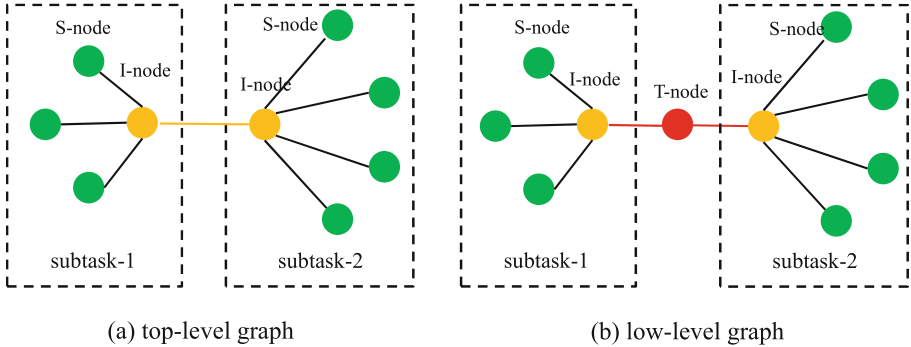 S-node
I-node
S-node
I-node
subtask-1
subtask-2
(a) top-level graph
S-node
I-node
T-node
S-node
I-node
subtask-1
subtask-2
(b) low-level graph